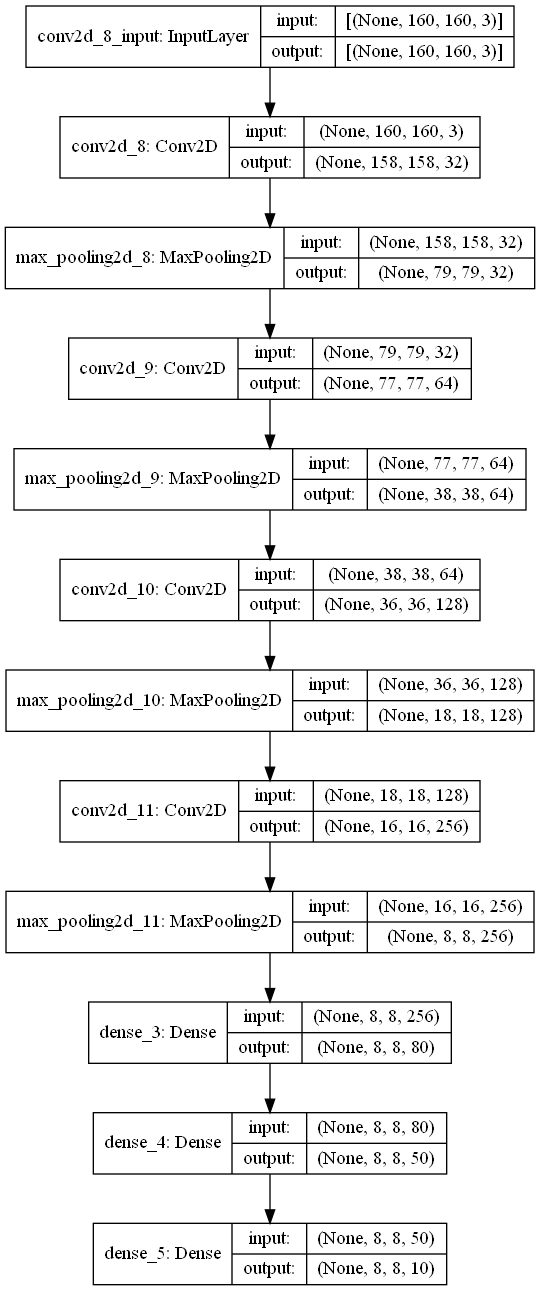 conv2d_8_input: InputLayer
input: [(None, 160, 160, 3)]
output: [(None, 160, 160, 3)]
conv2d_8: Conv2D
input: (None, 160, 160, 3)
output: (None, 158, 158, 32)
max_pooling2d_8: MaxPooling2D
input: (None, 158, 158, 32)
output: (None, 79, 79, 32)
conv2d_9: Conv2D
input: (None, 79, 79, 32)
output: (None, 77, 77, 64)
max_pooling2d_9: MaxPooling2D
input: (None, 77, 77, 64)
output: (None, 38, 38, 64)
conv2d_10: Conv2D
input: (None, 38, 38, 64)
output: (None, 36, 36, 128)
max_pooling2d_10: MaxPooling2D
input: (None, 36, 36, 128)
output: (None, 18, 18, 128)
conv2d_11: Conv2D
input: (None, 18, 18, 128)
output: (None, 16, 16, 256)
max_pooling2d_11: MaxPooling2D
input: (None, 16, 16, 256)
output: (None, 8, 8, 256)
dense_3: Dense
input: (None, 8, 8, 256)
output: (None, 8, 8, 80)
dense_4: Dense
input: (None, 8, 8, 80)
output: (None, 8, 8, 50)
dense_5: Dense
input: (None, 8, 8, 50)
output: (None, 8, 8, 10)